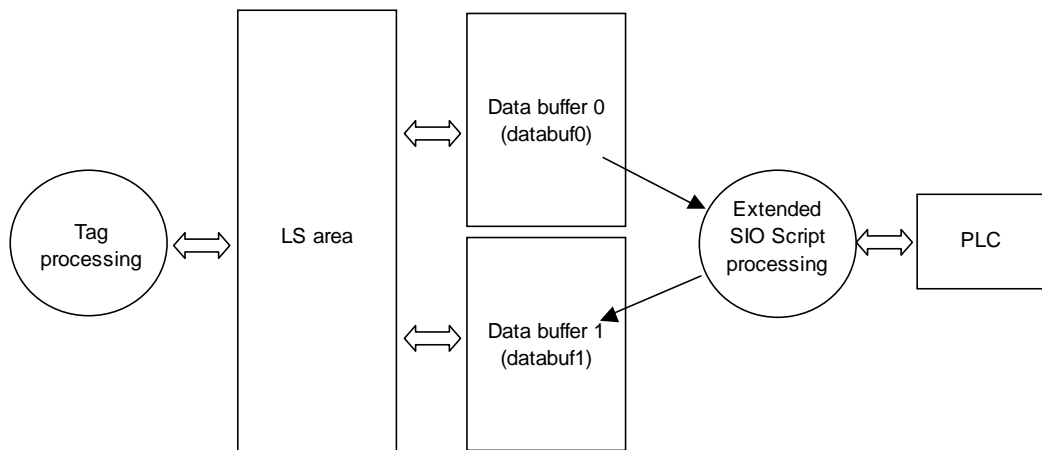 Tag
processing
LS area
Data buffer 0
(databuf0)
Data buffer 1
(databuf1)
Extended
SIO Script
processing
PLC